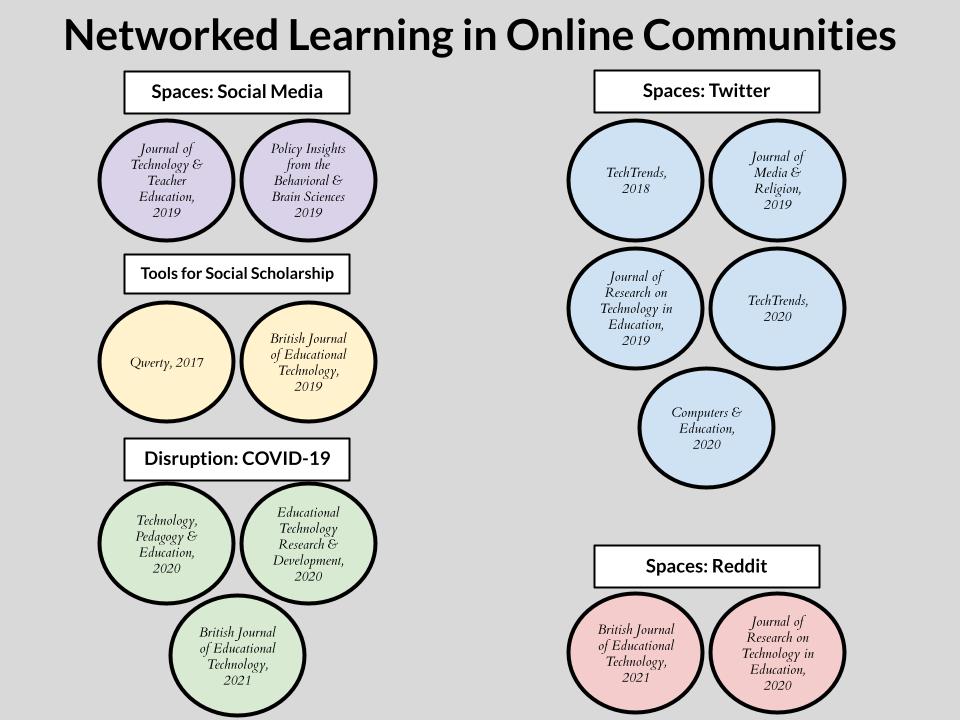 Networked Learning in Online Communities
Spaces: Social Media
Journal of
Technology &
Teacher
Education,
2019
Policy Insights
from the
Behavioral &
Brain Sciences
2019
Tools for Social Scholarship
Qwerty, 2017
British Journal
of Educational
Technology,
2019
Disruption: COVID-19
Technology,
Pedagogy &
Education,
2020
Educational
Technology
Research &
Development,
2020
British Journal
of Educational
Technology,
2021
Spaces: Twitter
TechTrends,
2018
Journal of
Media &
Religion,
2019
Journal of
Research on
Technology in
Education,
2019
TechTrends,
2020
Computers &
Education,
2020
Spaces: Reddit
British Journal
of Educational
Technology,
2021
Journal of
Research on
Technology in
Education,
2020